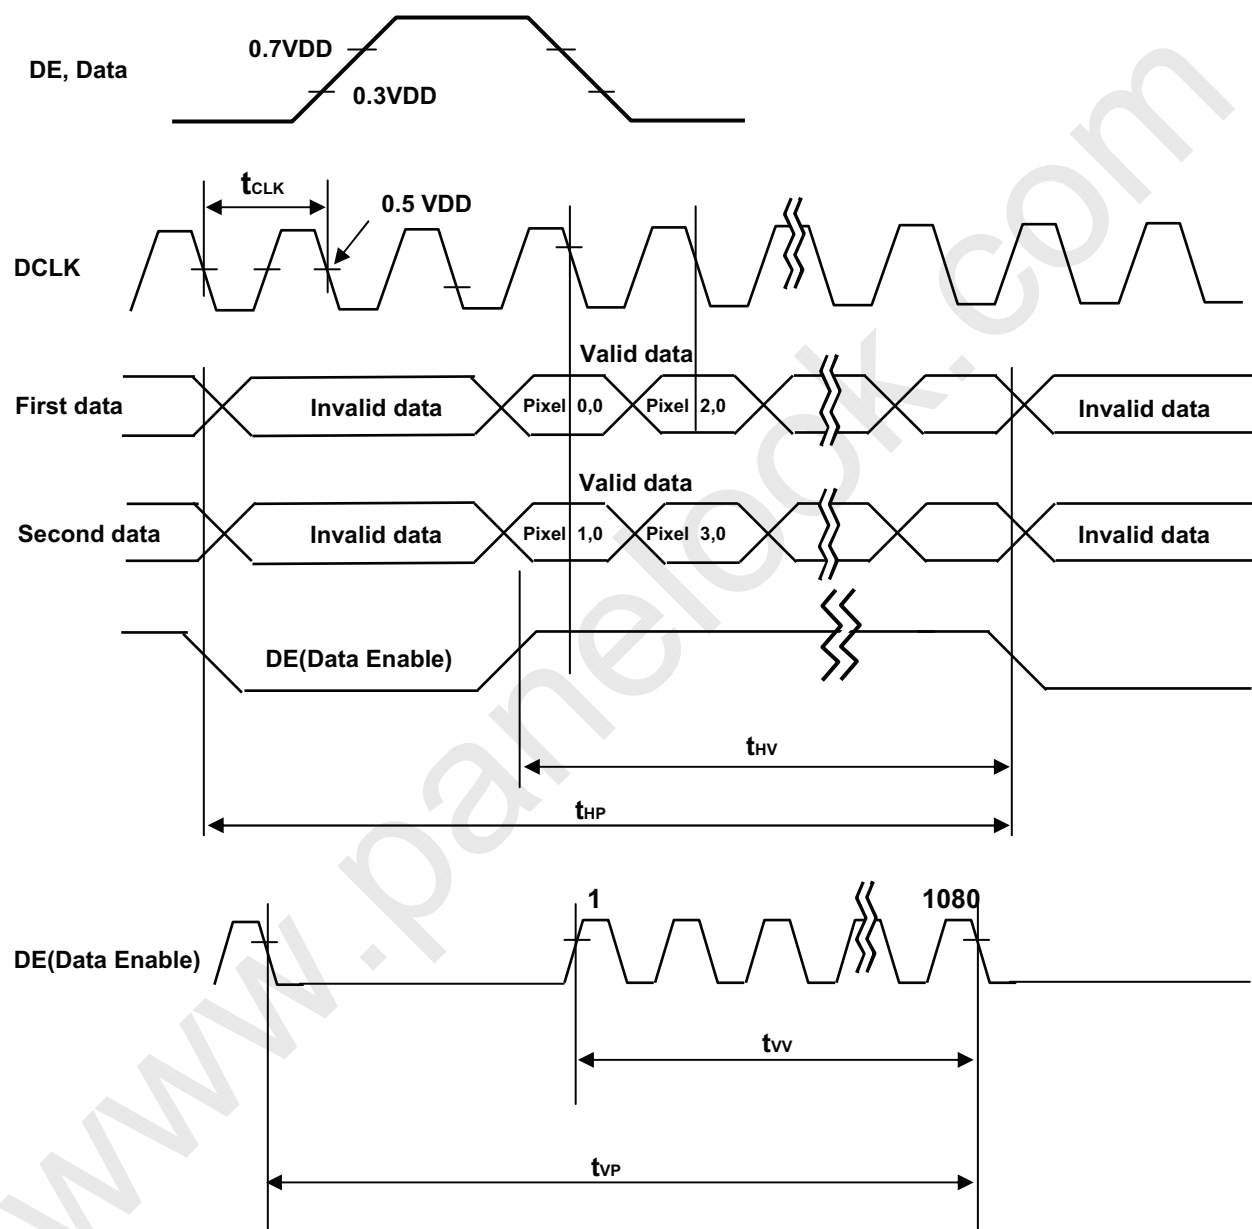 0.7VDD
DE, Data
0.3VDD
tCLK
0.5 VDD
DCLK
Valid data
First data
Invalid data
Pixel 0,0
Pixel 2,0
Invalid data
Valid data
Second data
Invalid data
Pixel 1,0
Pixel 3,0
Invalid data
DE(Data Enable)
tHV
tHP
1
1080
DE(Data Enable)
tVV
tVP
www.panelook.com